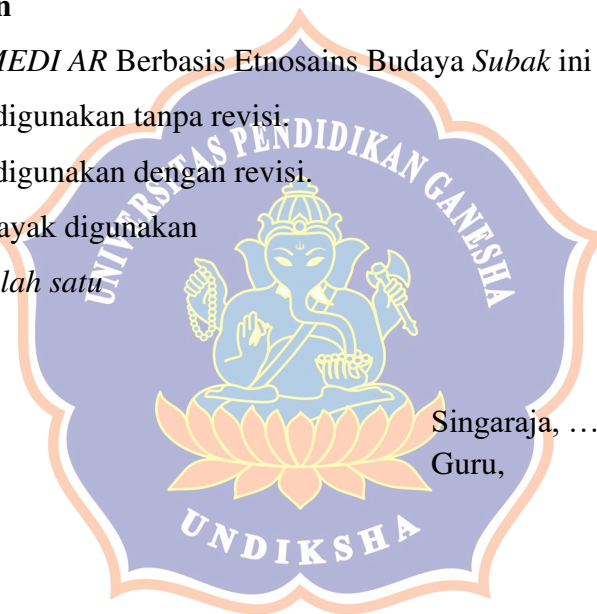 n
MEDI AR Berbasis Etnosains Budaya Subak ini
digunakan tanpa revisi.
digunakan dengan revisi.
ayak digunakan
lah satu
UNIVERSITAS PENDIDIKAN GANESHA
Singaraja, …
Guru,
UNDIKSHA